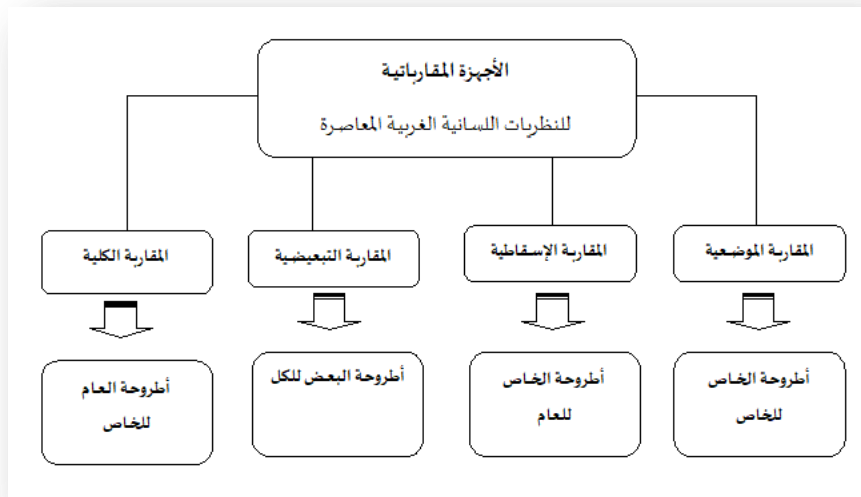 الأجهزة المقارباتية
للنظريات اللسانية الغربية المعاصرة
المقاربة الموضعية
المقاربة الإسقاطية
المقاربة التبعيضية
المقاربة الكلية
أطروحة الخاص
للخاص
أطروحة الخاص
للعام
أطروحة البعض للكل
أطروحة العام
للخاص